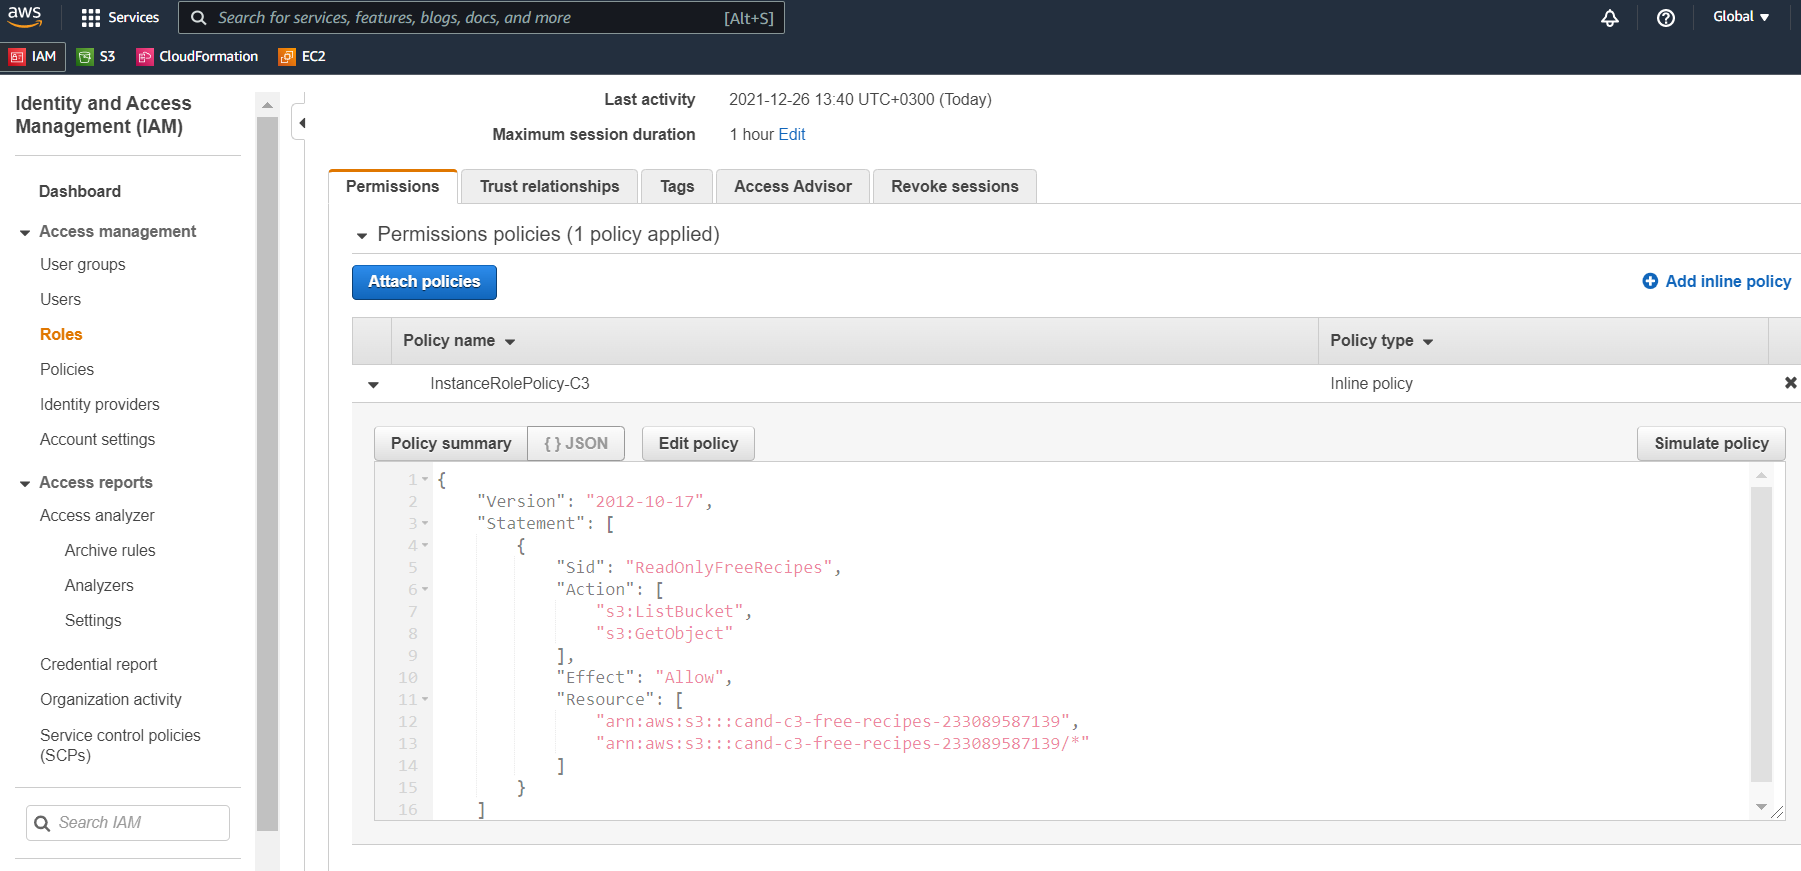 aws
Services
Search for services, features, blogs, docs, and more
[Alt+S]
Global
IAM
S3
CloudFormation
EC2
Identity and Access
Management (IAM)
Dashboard
Access management
User groups
Users
Roles
Policies
Identity providers
Account settings
Access reports
Access analyzer
Archive rules
Analyzers
Settings
Credential report
Organization activity
Service control policies
(SCPs)
Search IAM
Last activity 2021-12-26 13:40 UTC+0300 (Today)
Maximum session duration 1 hour Edit
Permissions
Trust relationships
Tags
Access Advisor
Revoke sessions
Permissions policies (1 policy applied)
Attach policies
Add inline policy
Policy name
Policy type
InstanceRolePolicy-C3
Inline policy
Policy summary
{ } JSON
Edit policy
Simulate policy
1 {
2 "Version": "2012-10-17",
3 "Statement": [
4 {
5 "Sid": "ReadOnlyFreeRecipes",
6 "Action": [
7 "s3:ListBucket",
8 "s3:GetObject"
9 ],
10 "Effect": "Allow",
11 "Resource": [
12 "arn:aws:s3:::cand-c3-free-recipes-233089587139",
13 "arn:aws:s3:::cand-c3-free-recipes-233089587139/*"
14 ]
15 }
16 ]